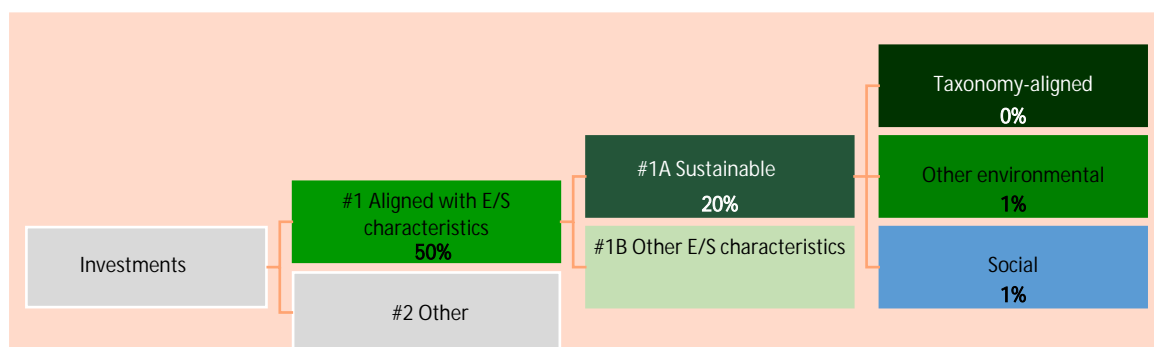 Investments
#1 Aligned with E/S
characteristics
50%
#2 Other
#1A Sustainable
20%
#1B Other E/S characteristics
Taxonomy-aligned
0%
Other environmental
1%
Social
1%